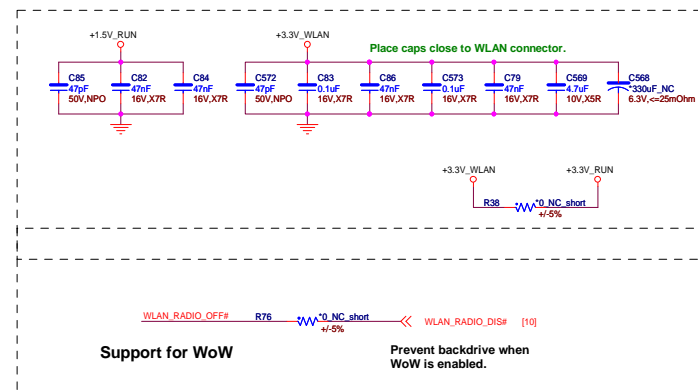 +1.5V_RUN
+3.3V_WLAN
Place caps close to WLAN connector.
C85
47pF
50V,NPO
C82
47nF
16V,X7R
C84
47nF
16V,X7R
C572
47pF
50V,NPO
C83
0.1uF
16V,X7R
C86
47nF
16V,X7R
C573
0.1uF
16V,X7R
C79
47nF
16V,X7R
C569
4.7uF
10V,X5R
C568
*330uF_NC
6.3V,<=25mOhm
+3.3V_WLAN
+3.3V_RUN
R38
*0_NC_short
+/-5%
WLAN_RADIO_OFF#
R76
*0_NC_short
+/-5%
WLAN_RADIO_DIS# [10]
Support for WoW
Prevent backdrive when
WoW is enabled.